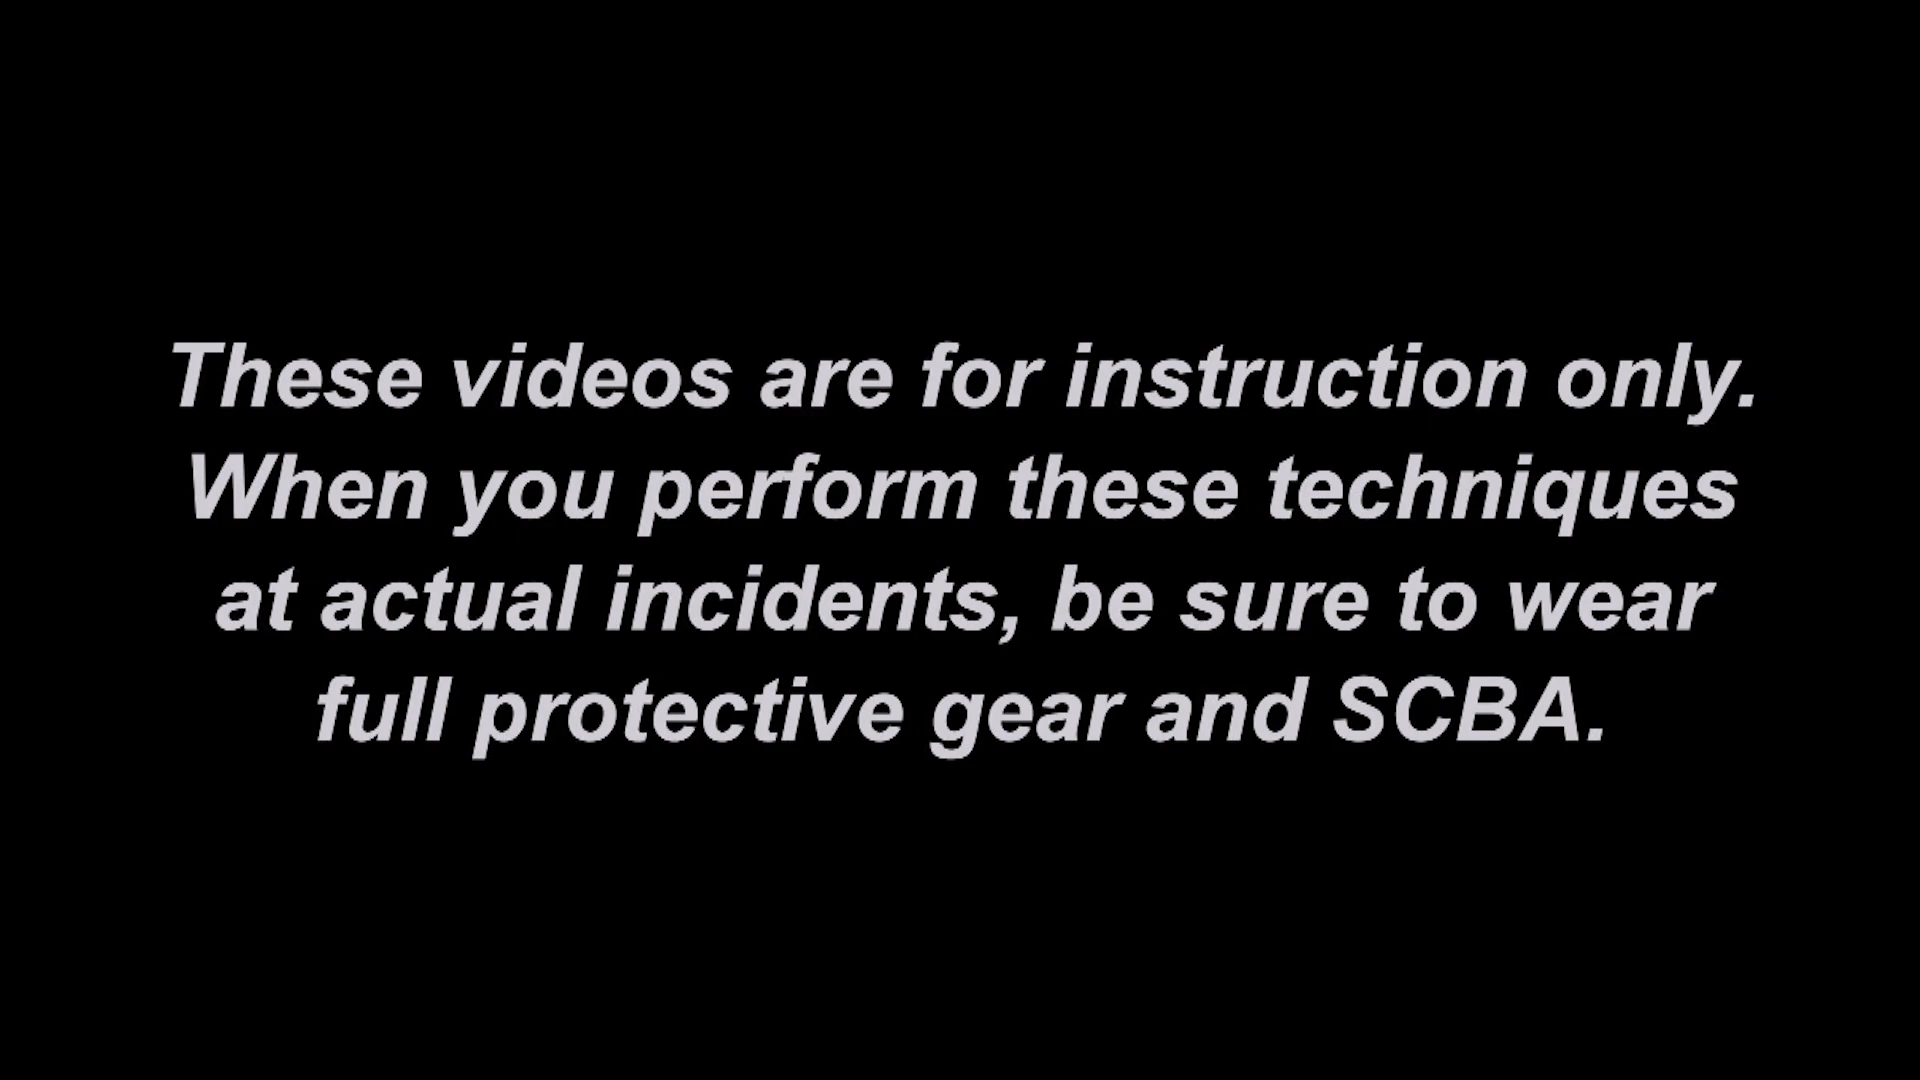 These videos are for instruction only.
When you perform these techniques
at actual incidents, be sure to wear
full protective gear and SCBA.